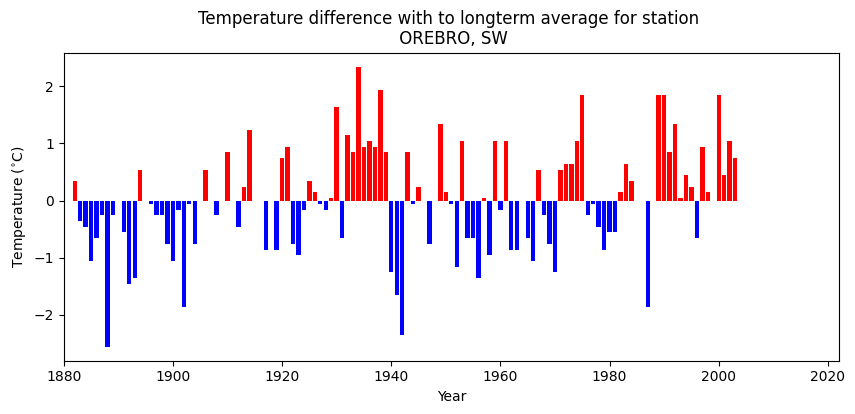 Temperature difference with to longterm average for station
OREBRO, SW
Temperature (°C)
2
1
0
−1
−2
1880 1900 1920 1940 1960 1980 2000 2020
Year